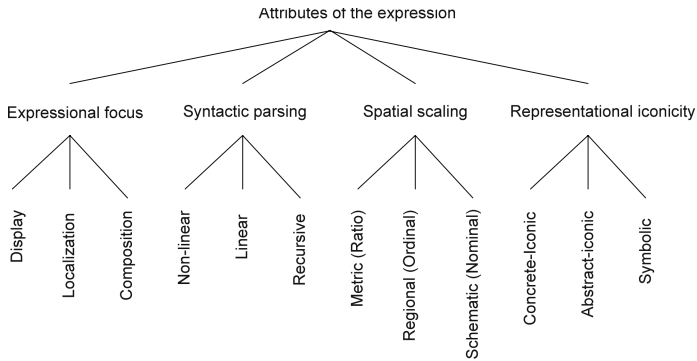 Attributes of the expression
Expressional focus
Syntactic parsing
Spatial scaling
Representational iconicity
Display
Localization
Composition
Non-linear
Linear
Recursive
Metric (Ratio)
Regional (Ordinal)
Schematic (Nominal)
Concrete-Iconic
Abstract-iconic
Symbolic